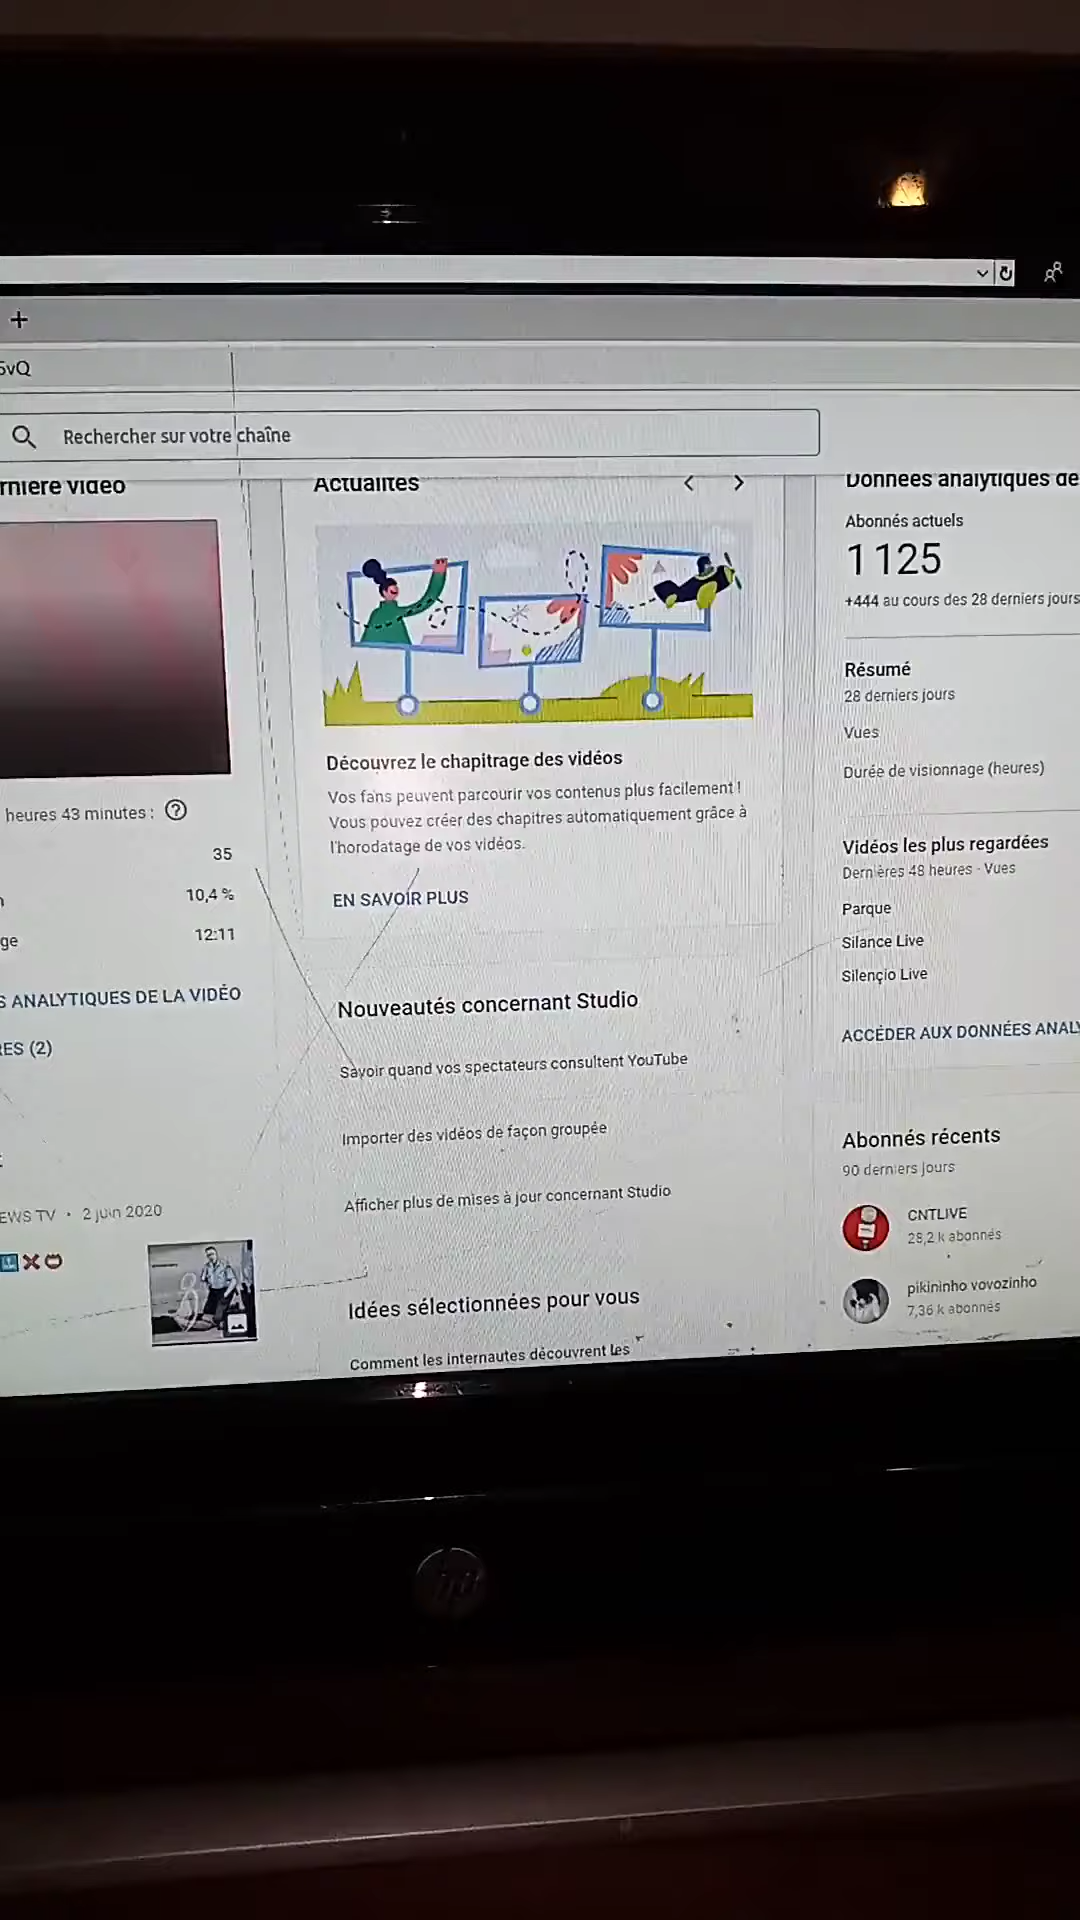 5vQ
Rechercher sur votre chaîne
rnière vidéo
heures 43 minutes :
35
10,4 %
ge
12:11
S ANALYTIQUES DE LA VIDÉO
RES (2)
EWS TV · 2 juin 2020
Actualités
Découvrez le chapitrage des vidéos
Vos fans peuvent parcourir vos contenus plus facilement !
Vous pouvez créer des chapitres automatiquement grâce à
l'horodatage de vos vidéos.
EN SAVOIR PLUS
Nouveautés concernant Studio
Savoir quand vos spectateurs consultent YouTube
Importer des vidéos de façon groupée
Afficher plus de mises à jour concernant Studio
Idées sélectionnées pour vous
Comment les internautes découvrent les
Données analytiques de
Abonnés actuels
1 125
+444 au cours des 28 derniers jours
Résumé
28 derniers jours
Vues
Durée de visionnage (heures)
Vidéos les plus regardées
Dernières 48 heures · Vues
Parque
Silance Live
Silençio Live
ACCÉDER AUX DONNÉES ANALY
Abonnés récents
90 derniers jours
CNTLIVE
28,2 k abonnés
pikininho vovozinho
7,36 k abonnés
hp